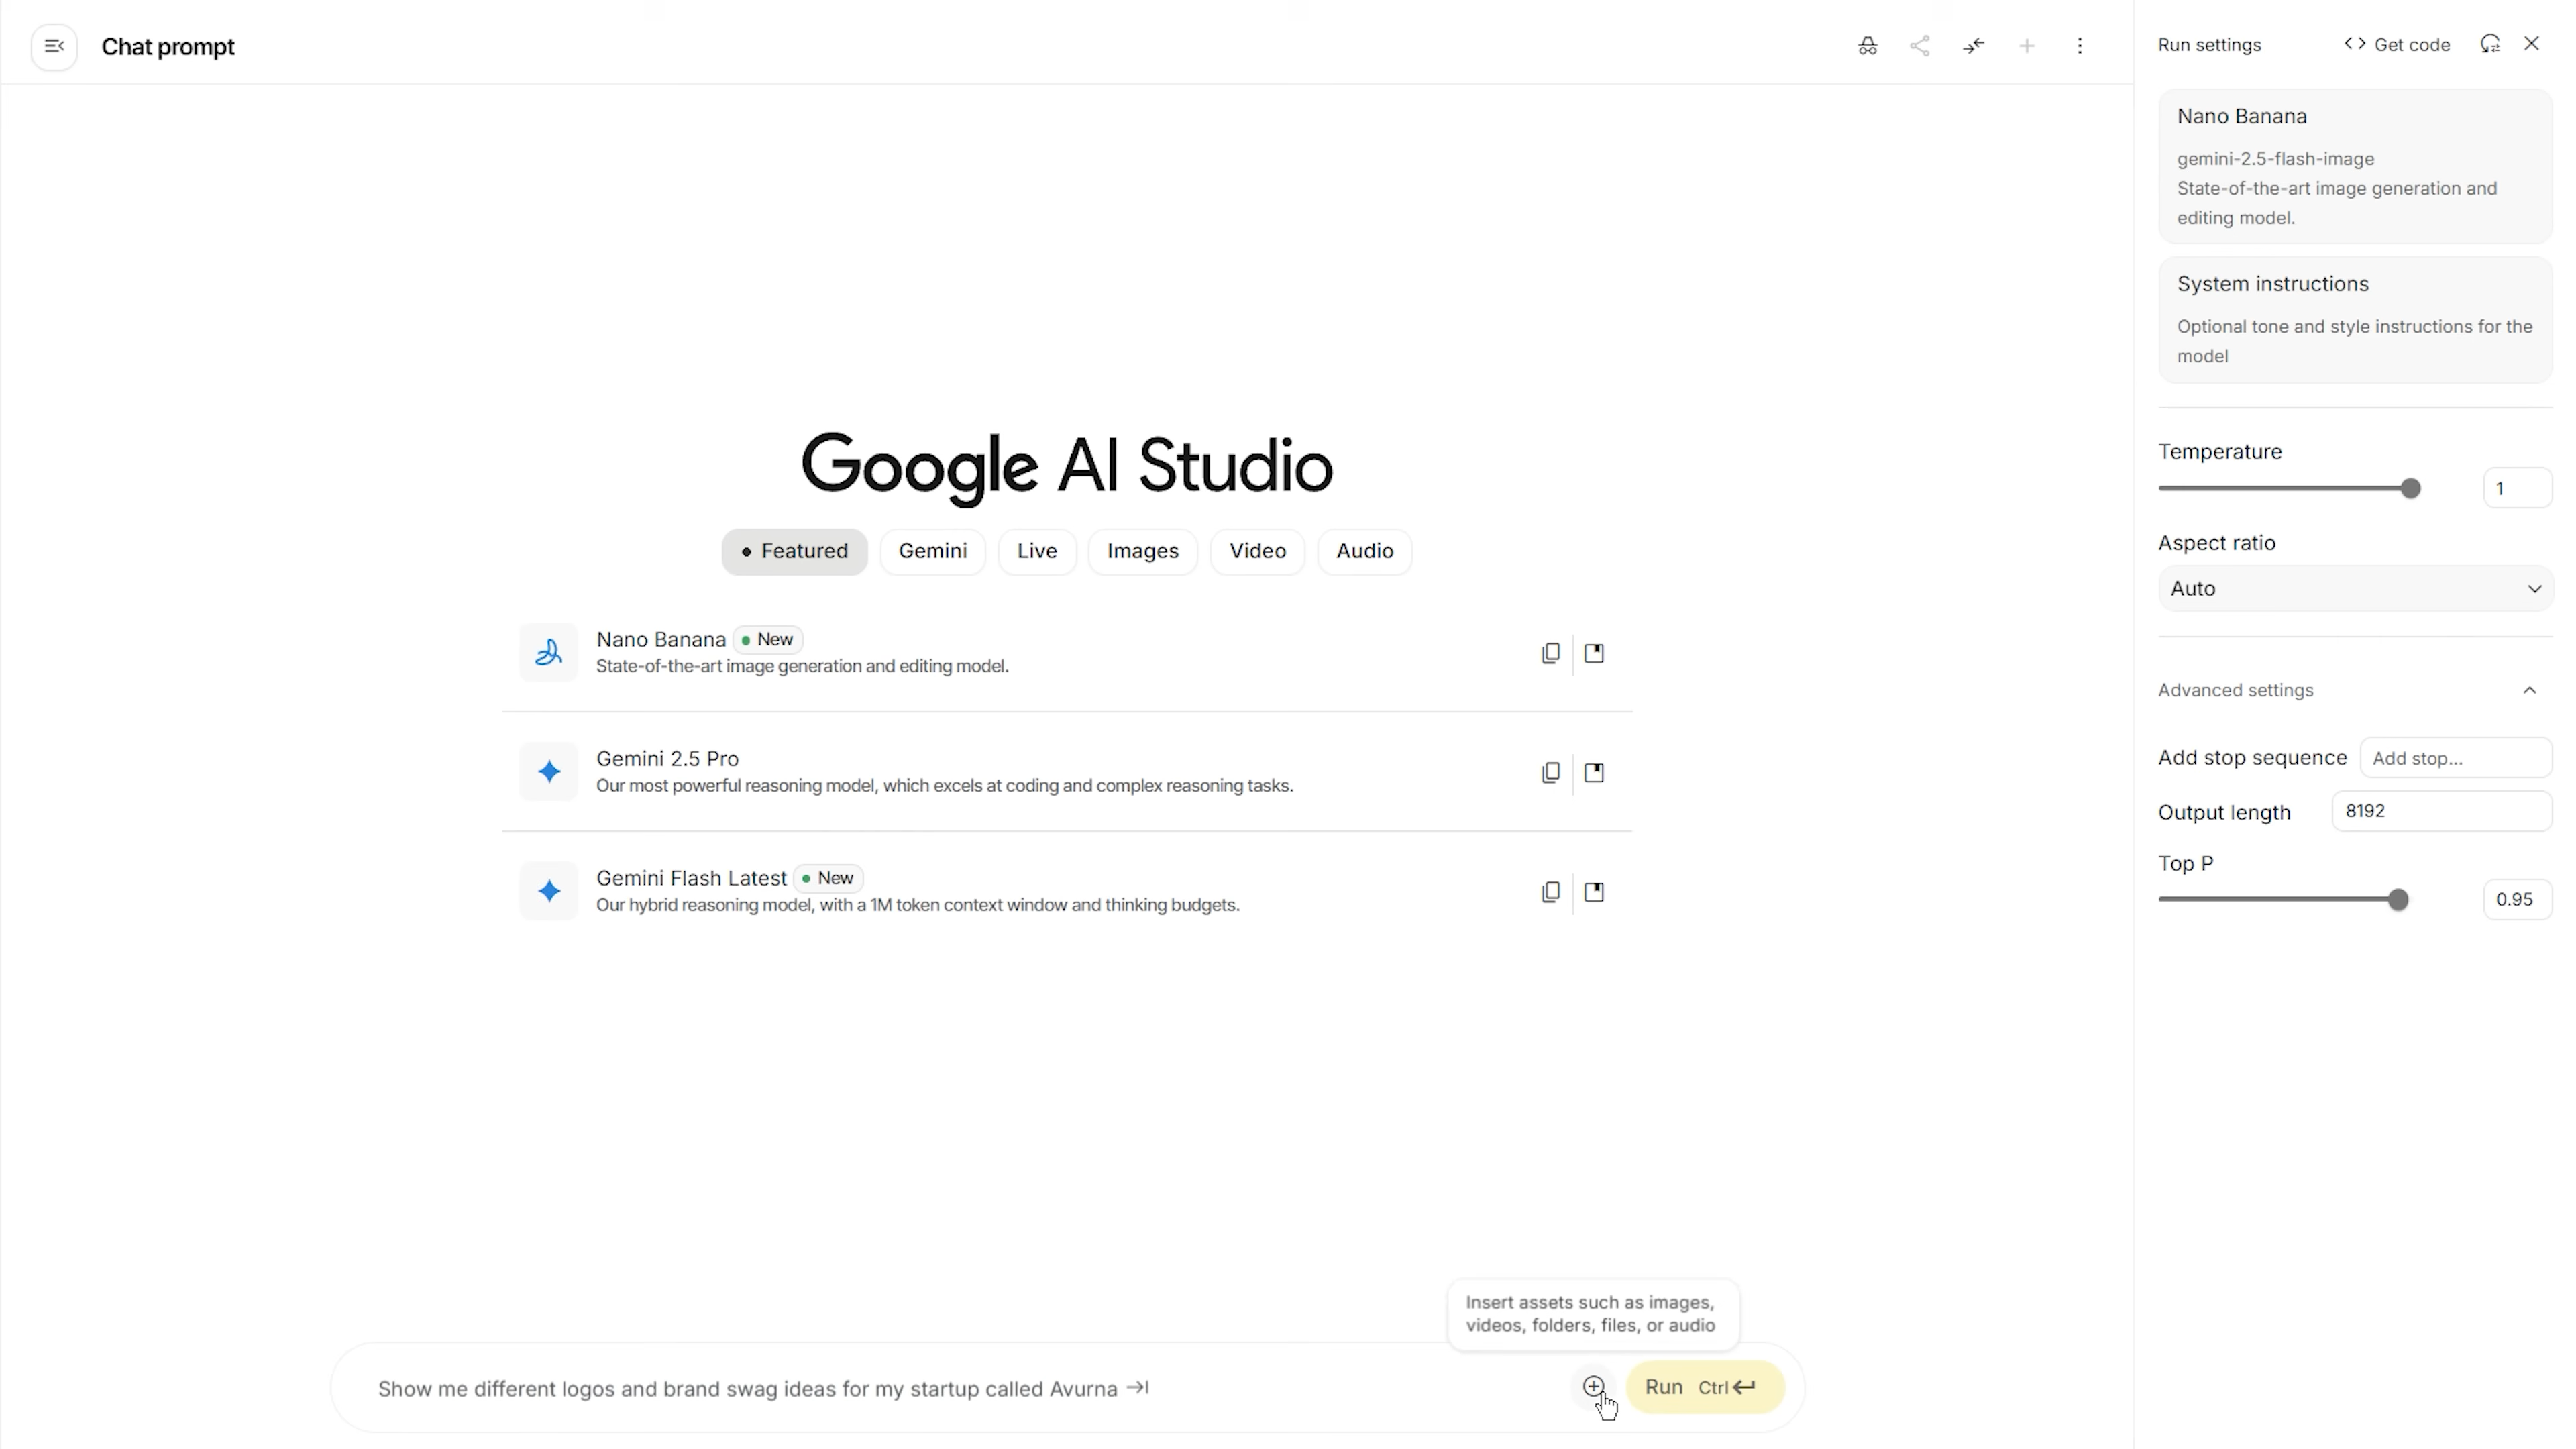 Chat prompt
Run settings
Get code
Nano Banana
gemini-2.5-flash-image
State-of-the-art image generation and
editing model.
System instructions
Optional tone and style instructions for the
model
Temperature
1
Aspect ratio
Auto
Advanced settings
Add stop sequence
Add stop...
Output length
8192
Top P
0.95
Google AI Studio
Featured
Gemini
Live
Images
Video
Audio
Nano Banana
New
State-of-the-art image generation and editing model.
Gemini 2.5 Pro
Our most powerful reasoning model, which excels at coding and complex reasoning tasks.
Gemini Flash Latest
New
Our hybrid reasoning model, with a 1M token context window and thinking budgets.
Insert assets such as images,
videos, folders, files, or audio
Show me different logos and brand swag ideas for my startup called Avurna
Run Ctrl